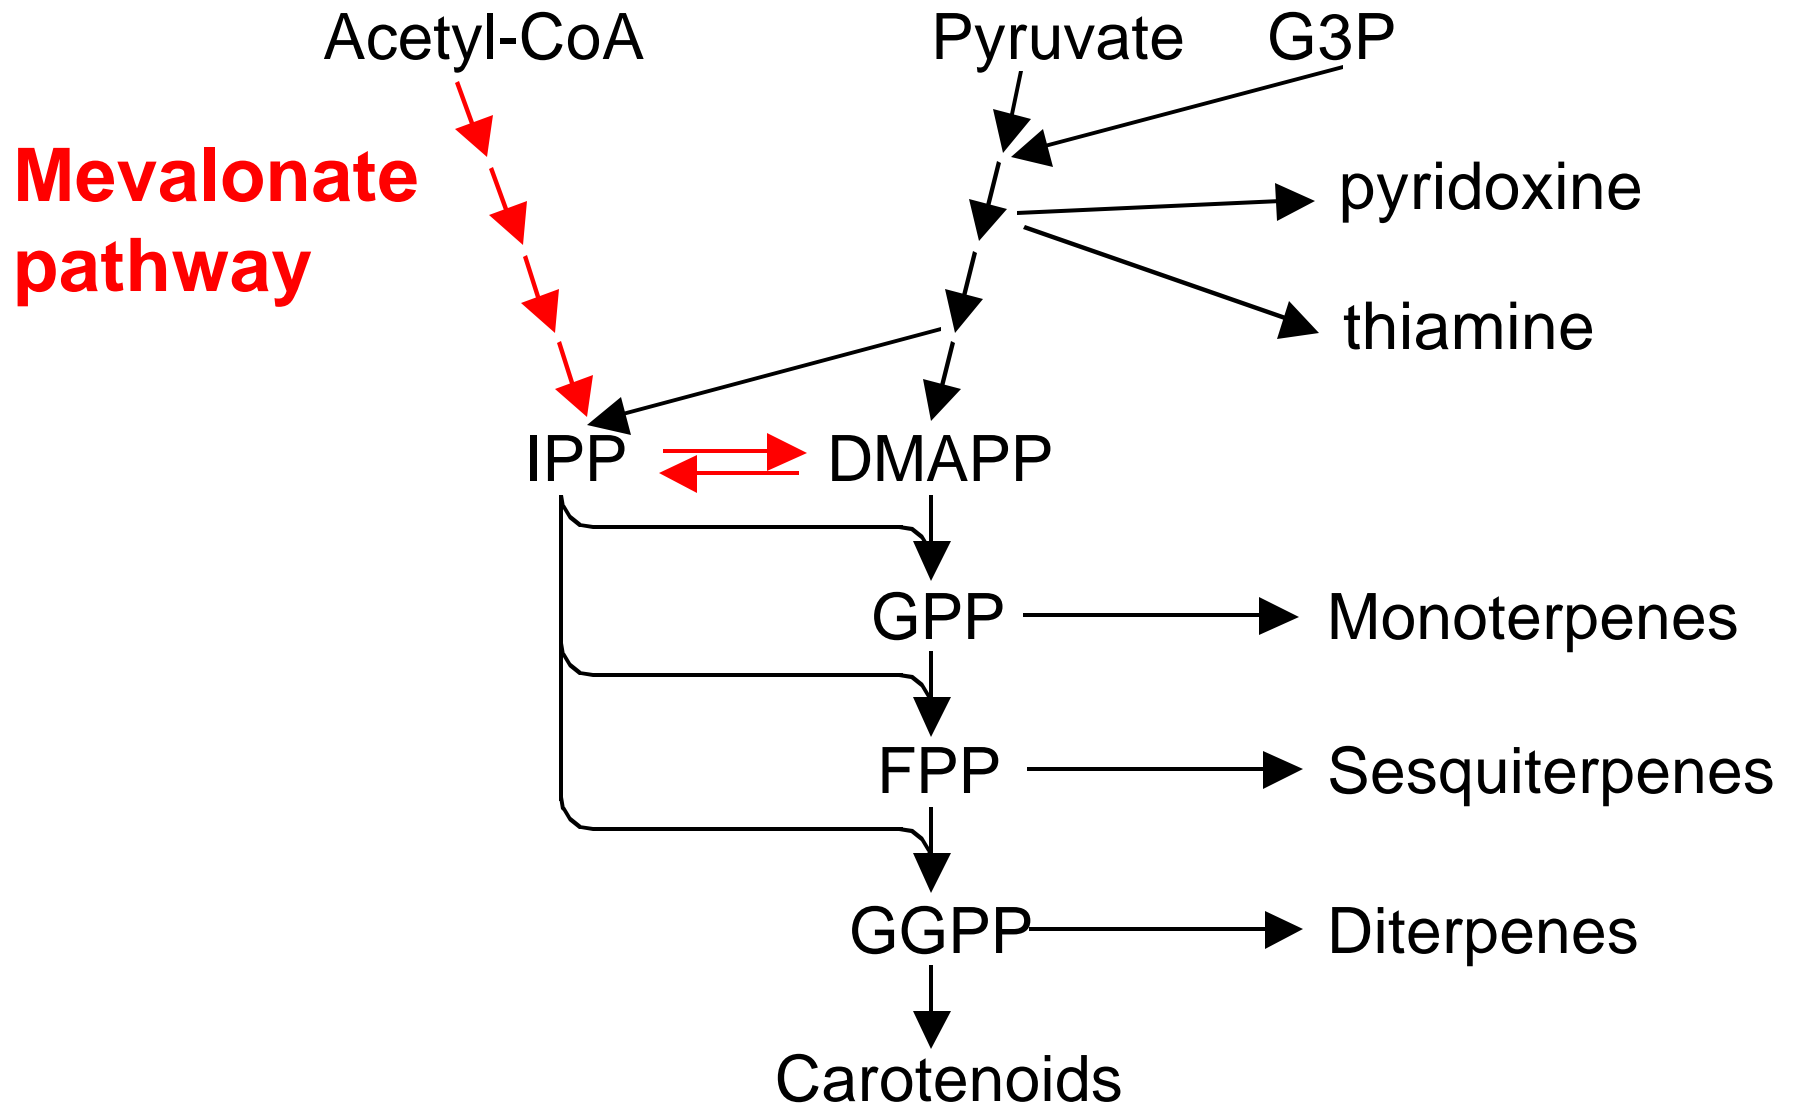 Acetyl-CoA
Pyruvate
G3P
Mevalonate
pathway
pyridoxine
thiamine
IPP
DMAPP
GPP
Monoterpenes
FPP
Sesquiterpenes
GGPP
Diterpenes
Carotenoids